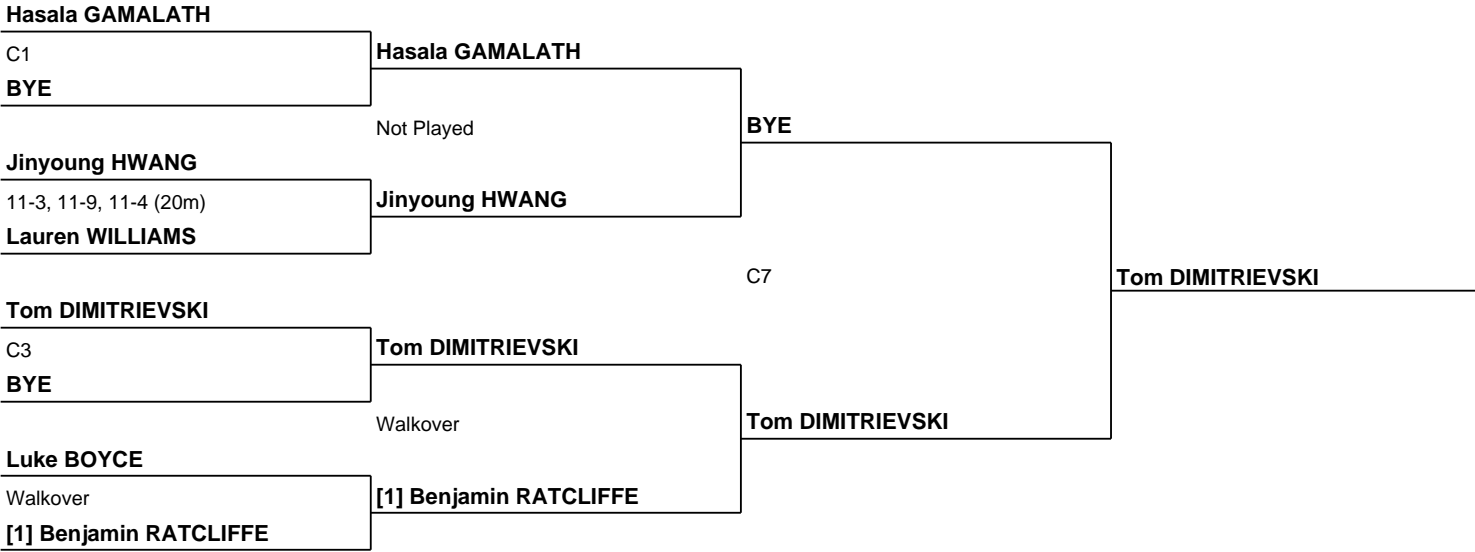 Hasala GAMALATH
C1
BYE
Hasala GAMALATH
Not Played
BYE
Jinyoung HWANG
11-3, 11-9, 11-4 (20m)
Lauren WILLIAMS
Jinyoung HWANG
C7
Tom DIMITRIEVSKI
Tom DIMITRIEVSKI
C3
BYE
Tom DIMITRIEVSKI
Walkover
Tom DIMITRIEVSKI
Luke BOYCE
Walkover
[1] Benjamin RATCLIFFE
[1] Benjamin RATCLIFFE